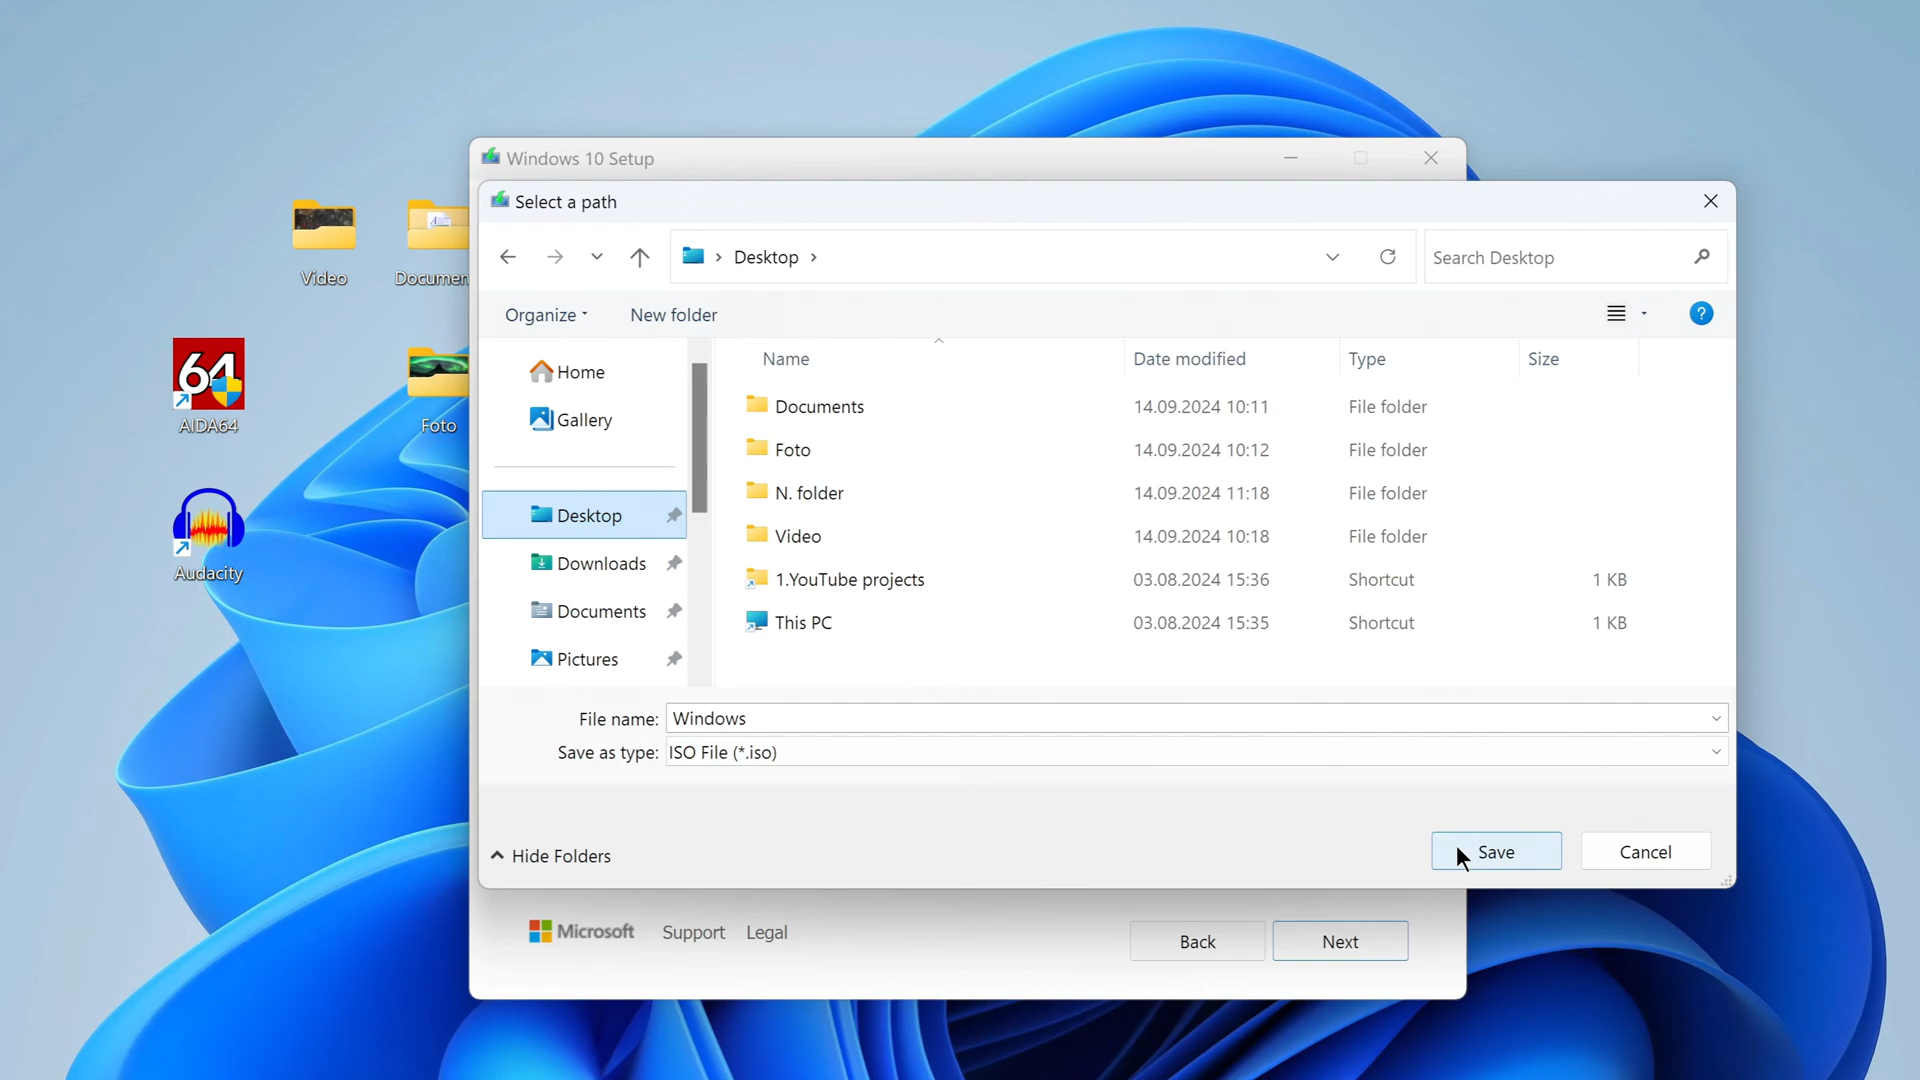 Video
Documen
64
AIDA64
Foto
Audacity
Windows 10 Setup
Select a path
Desktop
Search Desktop
Organize
New folder
?
Home
Gallery
Desktop
Downloads
Documents
Pictures
Name Date modified Type Size
Documents 14.09.2024 10:11 File folder
Foto 14.09.2024 10:12 File folder
N. folder 14.09.2024 11:18 File folder
Video 14.09.2024 10:18 File folder
1.YouTube projects 03.08.2024 15:36 Shortcut 1 KB
This PC 03.08.2024 15:35 Shortcut 1 KB
File name: Windows
Save as type: ISO File (*.iso)
Hide Folders
Save
Cancel
Microsoft
Support
Legal
Back
Next